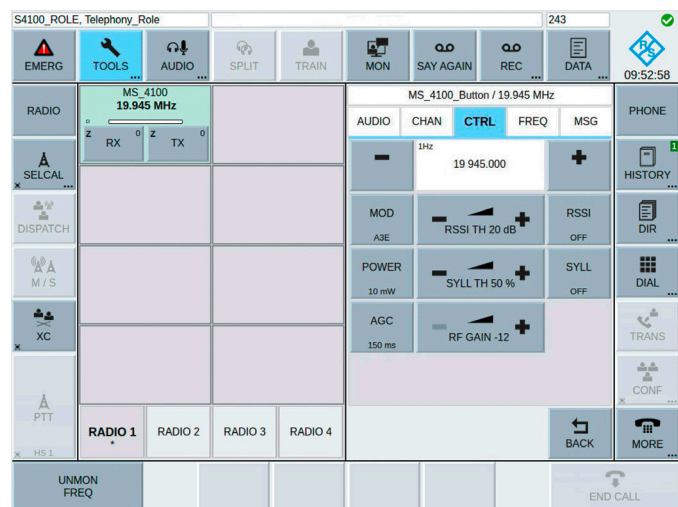 S4100_ROLE, Telephony_Role
243
EMERG
TOOLS
AUDIO
SPLIT
TRAIN
MON
SAY AGAIN
REC
DATA
R&S
09:52:58
RADIO
MS_4100
19.945 MHz
Z RX 0
Z TX 0
MS_4100_Button / 19.945 MHz
AUDIO
CHAN
CTRL
FREQ
MSG
PHONE
SELCAL
1Hz
19 945.000
1
HISTORY
DISPATCH
MOD
A3E
RSSI TH 20 dB
RSSI
OFF
DIR
M / S
POWER
10 mW
SYLL TH 50 %
SYLL
OFF
DIAL
XC
AGC
150 ms
RF GAIN -12
TRANS
CONF
PTT
HS 1
RADIO 1
*
RADIO 2
RADIO 3
RADIO 4
BACK
MORE
UNMON
FREQ
END CALL